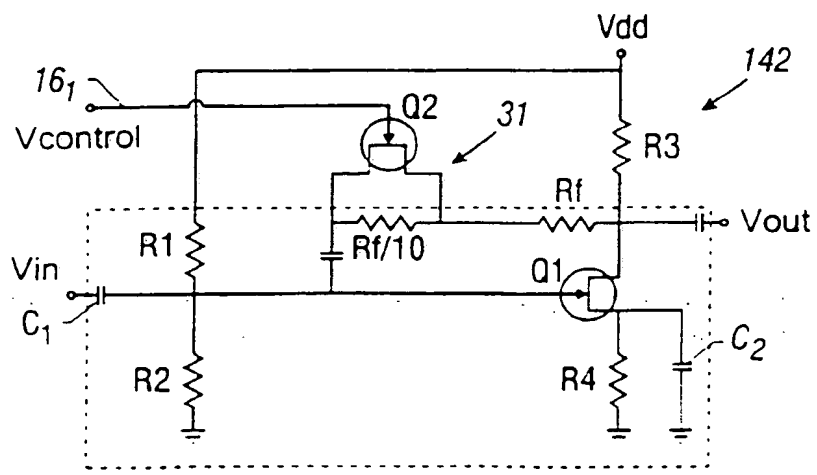 Vdd
142
16₁
Q2
31
Vcontrol
R3
Rf
R1
Rf/10
Vout
Vin
Q1
C₁
R2
R4
C₂